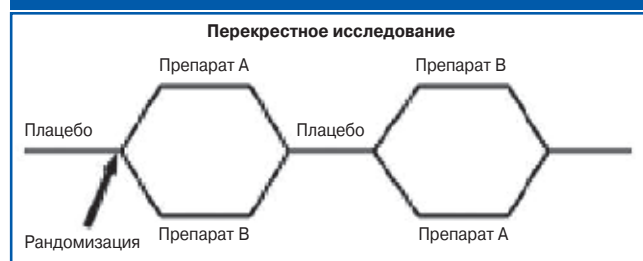 Перекрестное исследование
Препарат А
Препарат В
Плацебо
Плацебо
Рандомизация
Препарат В
Препарат А